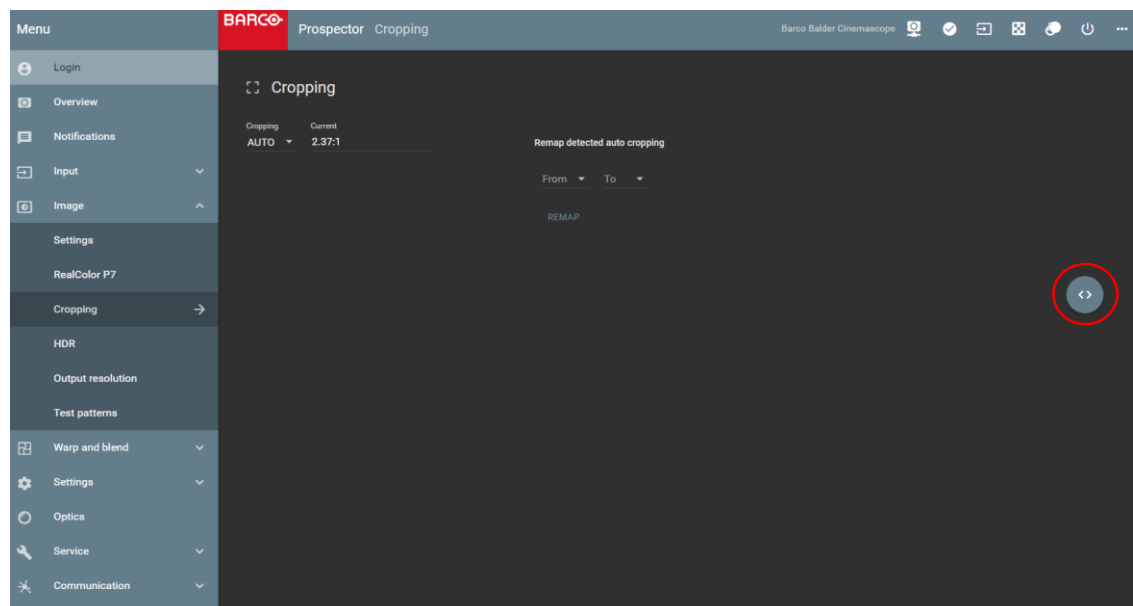 Menu
BARCO
Prospector Cropping
Barco Balder Cinemascope
Login
Overview
Notifications
Input
Image
Settings
RealColor P7
Cropping
HDR
Output resolution
Test patterns
Warp and blend
Settings
Optics
Service
Communication
Cropping
Cropping Current
AUTO 2.37:1
Remap detected auto cropping
From To
REMAP